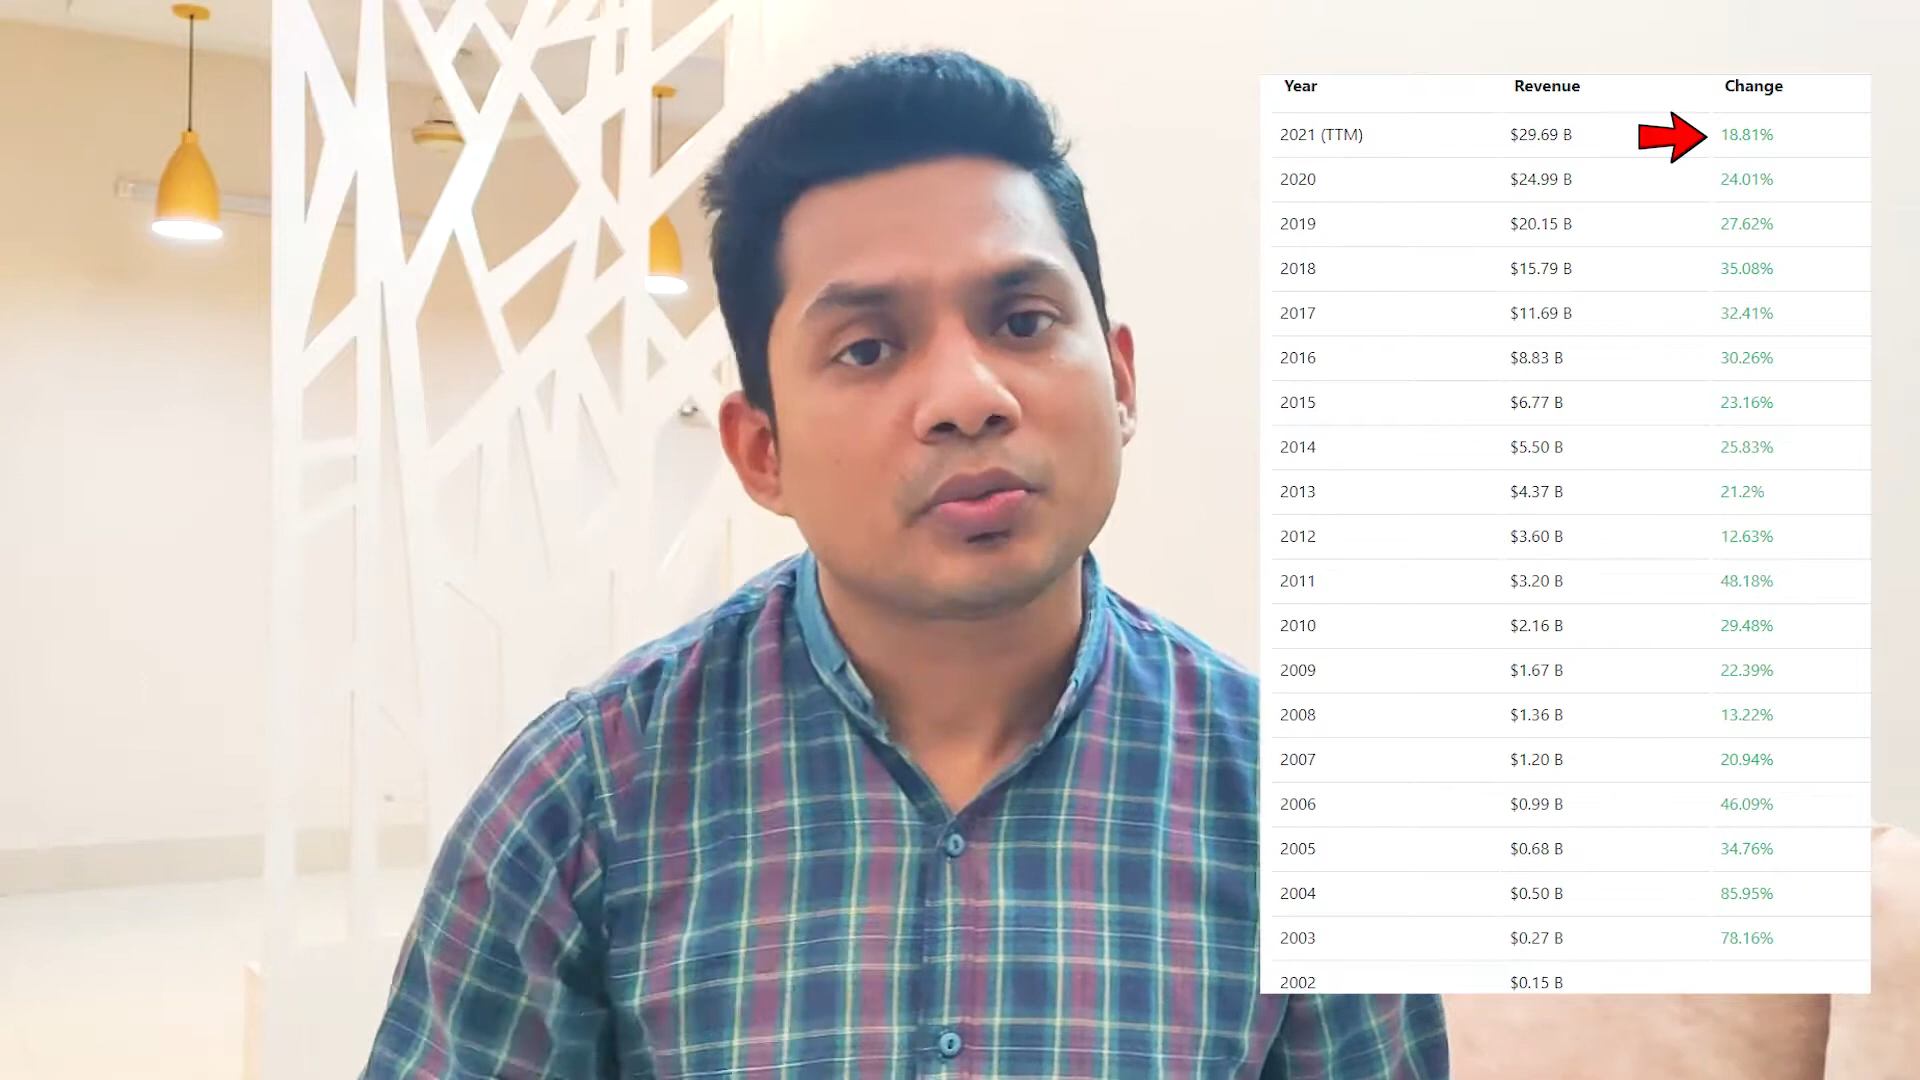 Year Revenue Change
2021 (TTM) $29.69 B 18.81%
2020 $24.99 B 24.01%
2019 $20.15 B 27.62%
2018 $15.79 B 35.08%
2017 $11.69 B 32.41%
2016 $8.83 B 30.26%
2015 $6.77 B 23.16%
2014 $5.50 B 25.83%
2013 $4.37 B 21.2%
2012 $3.60 B 12.63%
2011 $3.20 B 48.18%
2010 $2.16 B 29.48%
2009 $1.67 B 22.39%
2008 $1.36 B 13.22%
2007 $1.20 B 20.94%
2006 $0.99 B 46.09%
2005 $0.68 B 34.76%
2004 $0.50 B 85.95%
2003 $0.27 B 78.16%
2002 $0.15 B